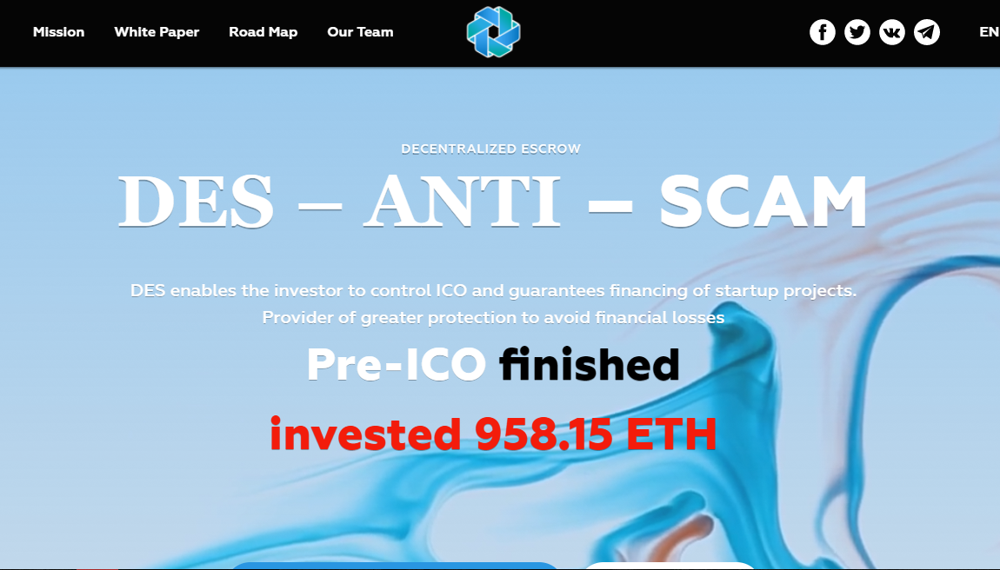 Mission White Paper Road Map Our Team EN
DECENTRALIZED ESCROW
DES – ANTI – SCAM
DES enables the investor to control ICO and guarantees financing of startup projects.
Provider of greater protection to avoid financial losses
Pre-ICO finished
invested 958.15 ETH